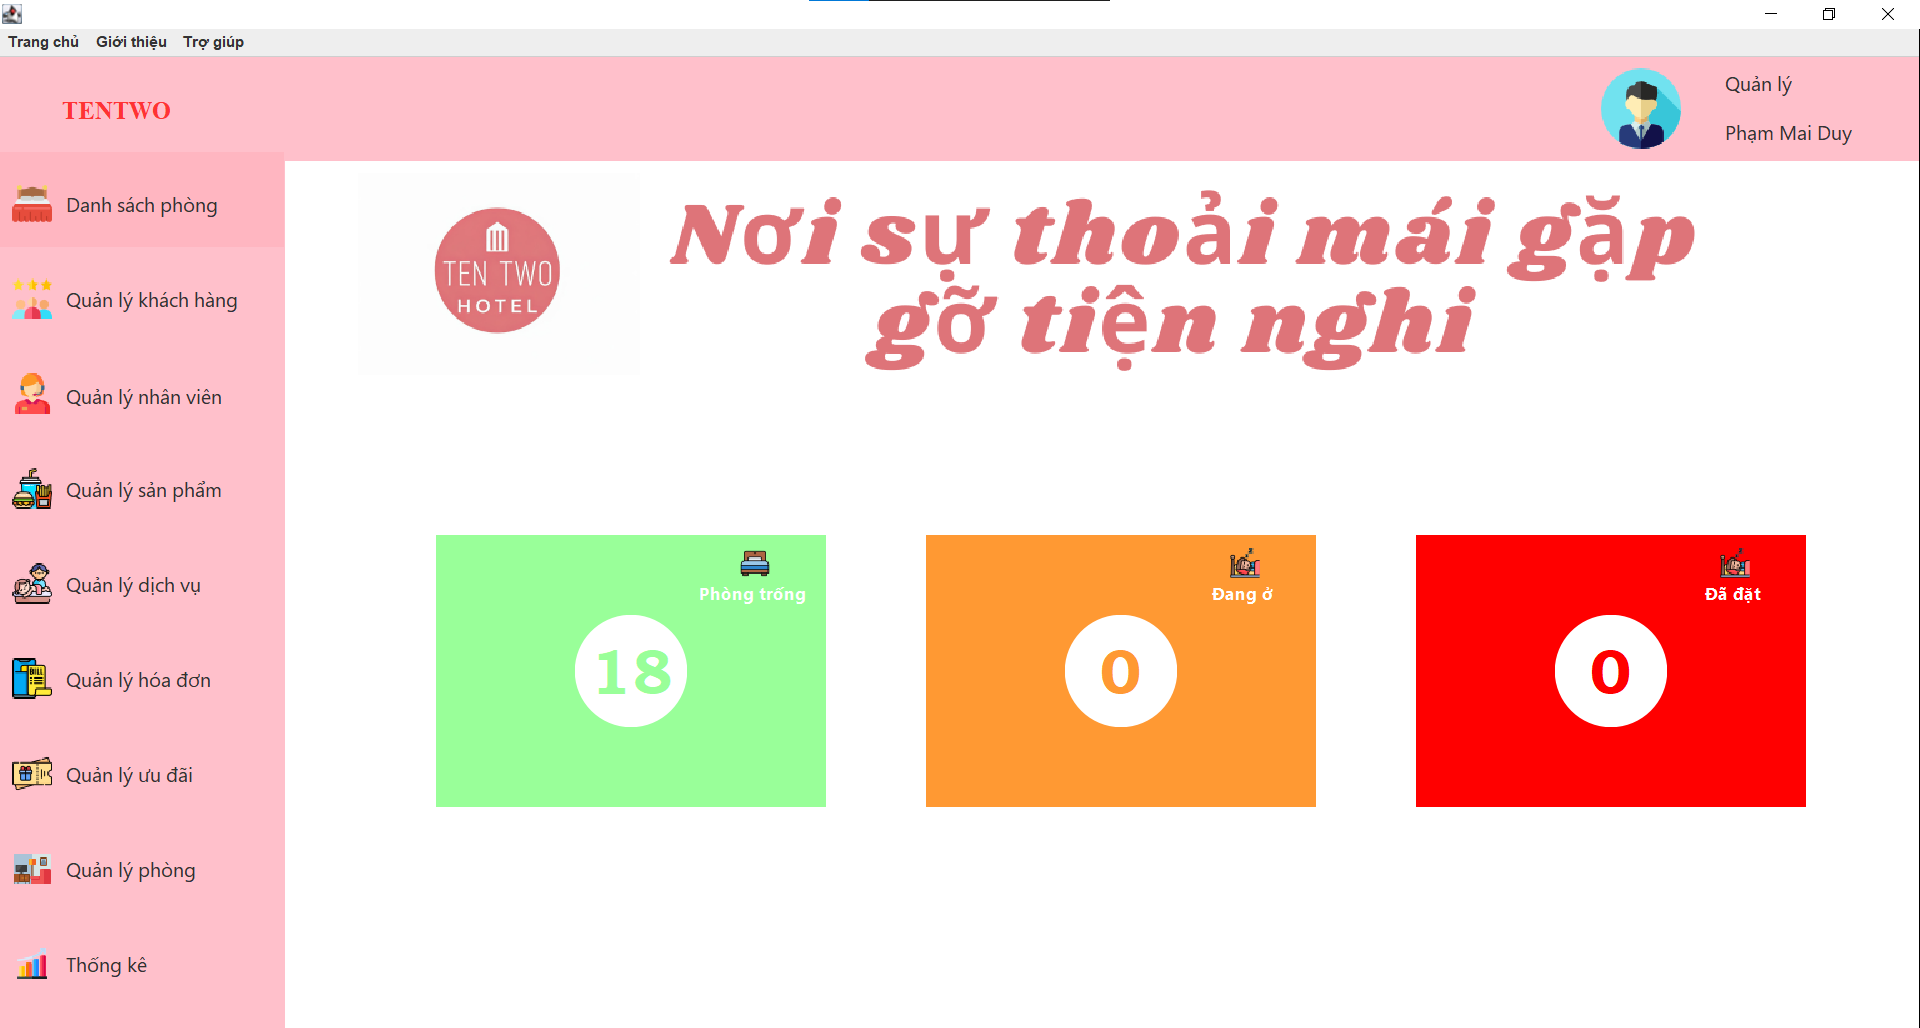 Trang chủ Giới thiệu Trợ giúp
TENTWO
Quản lý
Phạm Mai Duy
Danh sách phòng
Quản lý khách hàng
Quản lý nhân viên
Quản lý sản phẩm
Quản lý dịch vụ
Quản lý hóa đơn
Quản lý ưu đãi
Quản lý phòng
Thống kê
TEN TWO
HOTEL
Nơi sự thoải mái gặp
gỡ tiện nghi
Phòng trống
18
Đang ở
0
Đã đặt
0